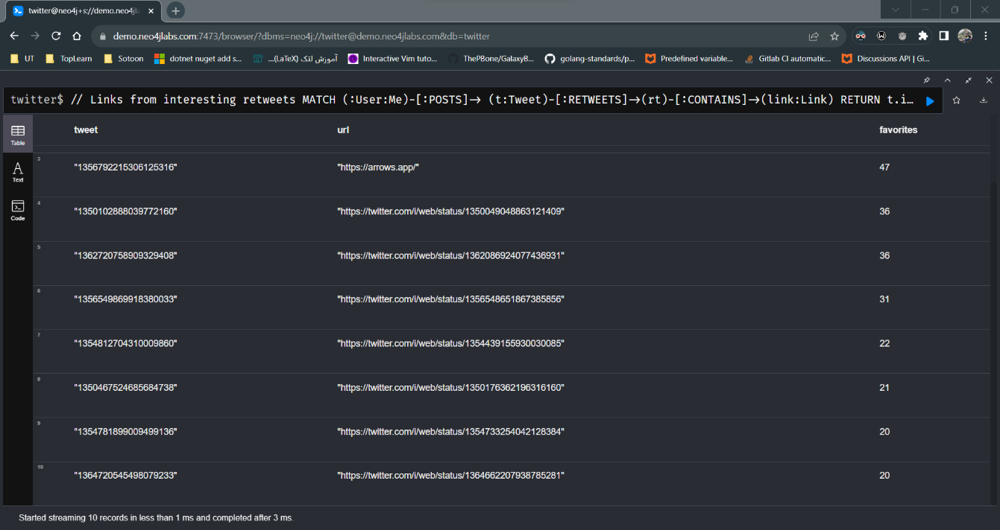 twitter@neo4j+s://demo.neo4jla
demo.neo4jlabs.com:7473/browser/?dbms=neo4j://twitter@demo.neo4jlabs.com&db=twitter
UT TopLearn Sotoon dotnet nuget add s... آموزش لتک (LaTeX)... Interactive Vim tuto... ThePBone/GalaxyB... golang-standards/p... Predefined variable... Gitlab CI automatic... Discussions API | Gi...
twitter$ // Links from interesting retweets MATCH (:User:Me)-[:POSTS]→ (t:Tweet)-[:RETWEETS]→(rt)-[:CONTAINS]→(link:Link) RETURN t.i...
Table
Text
Code
tweet url favorites
3 "1356792215306125316" "https://arrows.app/" 47
4 "1350102888039772160" "https://twitter.com/i/web/status/1350049048863121409" 36
5 "1362720758909329408" "https://twitter.com/i/web/status/1362086924077436931" 36
6 "1356549869918380033" "https://twitter.com/i/web/status/1356548651867385856" 31
7 "1354812704310009860" "https://twitter.com/i/web/status/1354439155930030085" 22
8 "1350467524685684738" "https://twitter.com/i/web/status/1350176362196316160" 21
9 "1354781899009499136" "https://twitter.com/i/web/status/1354733254042128384" 20
10 "1364720545498079233" "https://twitter.com/i/web/status/1364662207938785281" 20
Started streaming 10 records in less than 1 ms and completed after 3 ms.